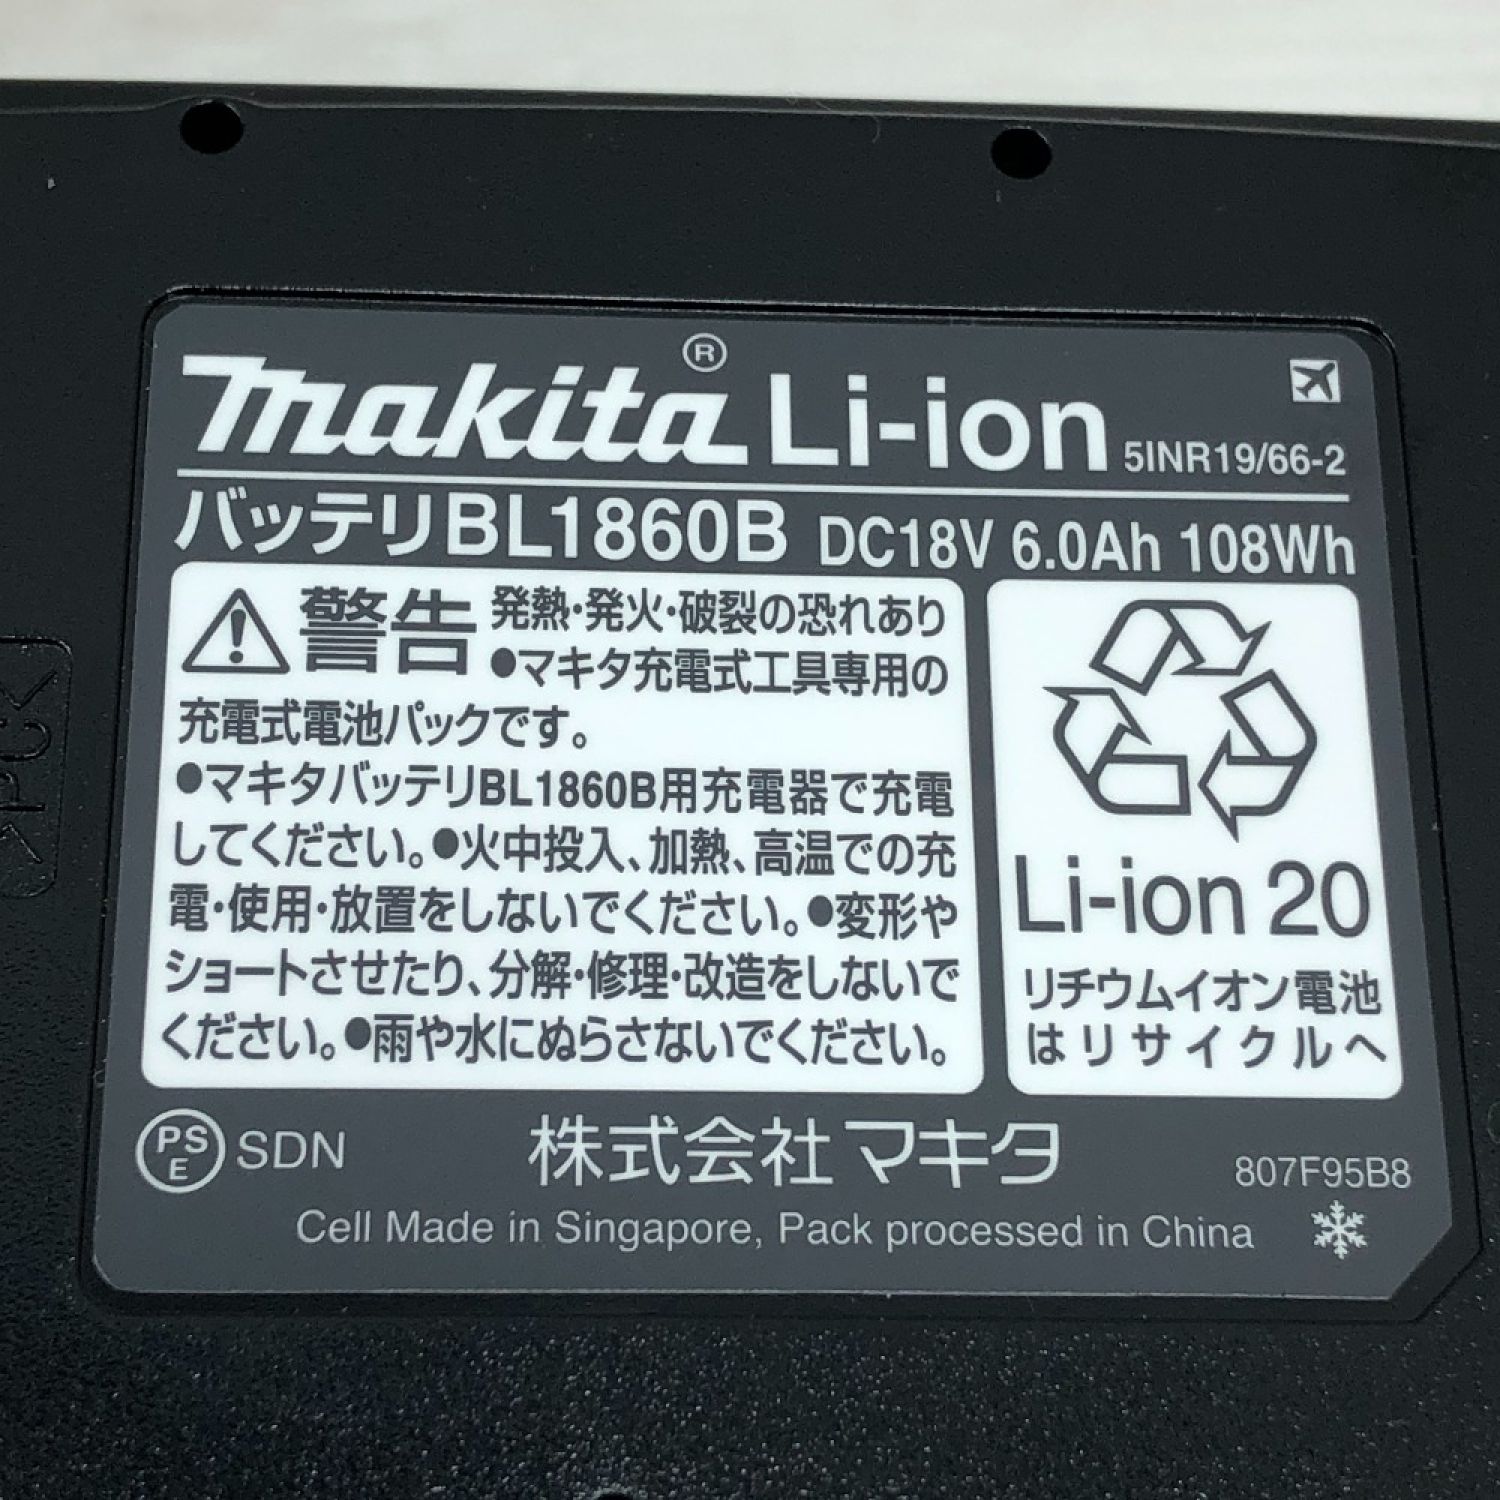 makita® Li-ion 5INR19/66-2
バッテリBL1860B DC18V 6.0Ah 108Wh
警告 発熱・発火・破裂の恐れあり
●マキタ充電式工具専用の
充電式電池パックです。
●マキタバッテリBL1860B用充電器で充電
してください。●火中投入、加熱、高温での充
電・使用・放置をしないでください。●変形や
ショートさせたり、分解・修理・改造をしないで
ください。●雨や水にぬらさないでください。
Li-ion 20
リチウムイオン電池
はリサイクルへ
PSE SDN 株式会社マキタ 807F95B8
Cell Made in Singapore, Pack processed in China
>PC<